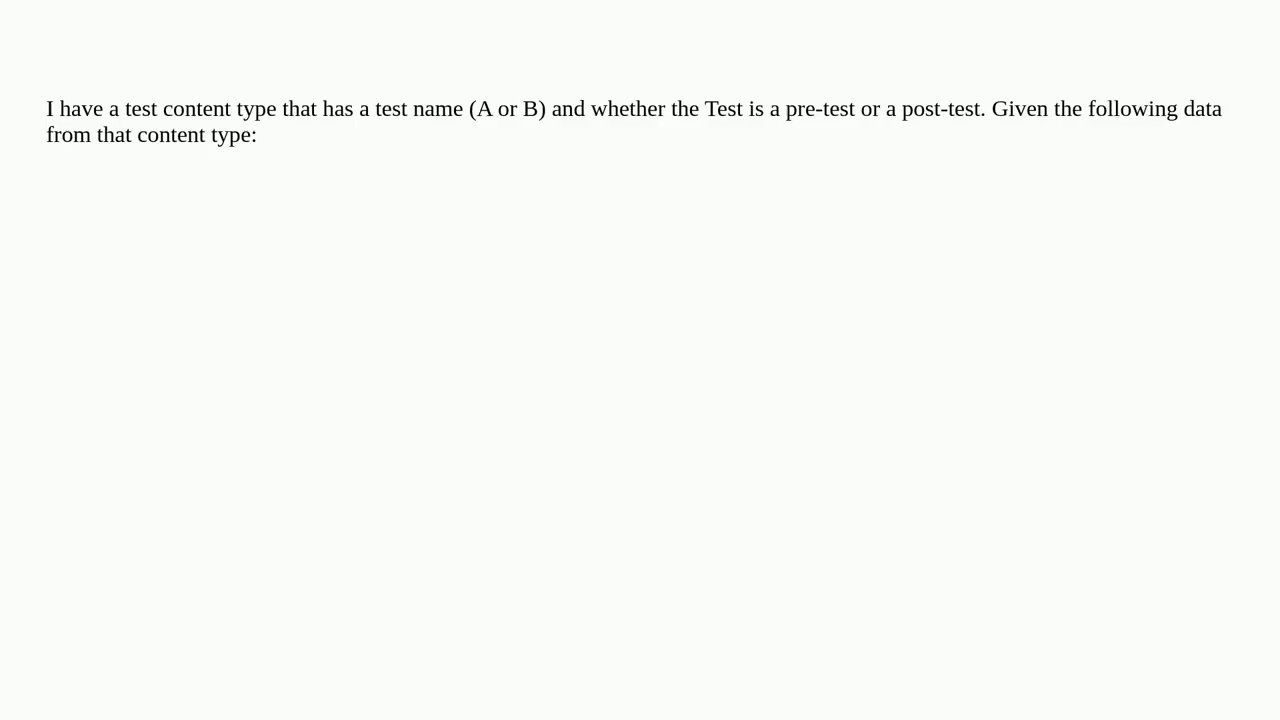 I have a test content type that has a test name (A or B) and whether the Test is a pre-test or a post-test. Given the following data
from that content type: